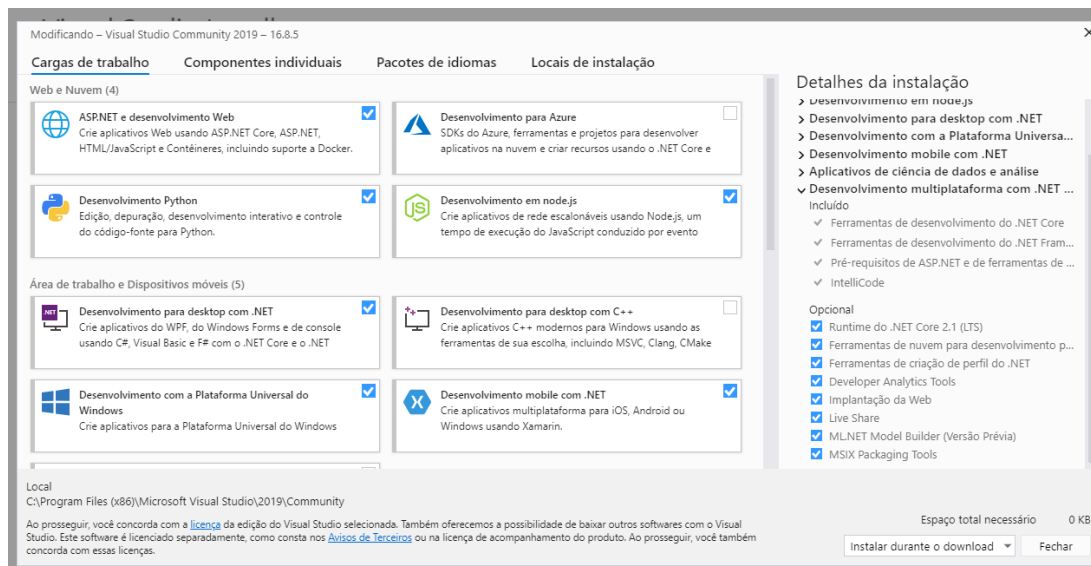 Modificando – Visual Studio Community 2019 – 16.8.5
Cargas de trabalho
Componentes individuais
Pacotes de idiomas
Locais de instalação
Web e Nuvem (4)
ASP.NET e desenvolvimento Web
Crie aplicativos Web usando ASP.NET Core, ASP.NET,
HTML/JavaScript e Contêineres, incluindo suporte a Docker.
Desenvolvimento para Azure
SDKs do Azure, ferramentas e projetos para desenvolver
aplicativos na nuvem e criar recursos usando o .NET Core e
Desenvolvimento Python
Edição, depuração, desenvolvimento interativo e controle
do código-fonte para Python.
Desenvolvimento em node.js
Crie aplicativos de rede escalonáveis usando Node.js, um
tempo de execução do JavaScript conduzido por evento
Área de trabalho e Dispositivos móveis (5)
Desenvolvimento para desktop com .NET
Crie aplicativos do WPF, do Windows Forms e de console
usando C#, Visual Basic e F# com o .NET Core e o .NET
Desenvolvimento para desktop com C++
Crie aplicativos C++ modernos para Windows usando as
ferramentas de sua escolha, incluindo MSVC, Clang, CMake
Desenvolvimento com a Plataforma Universal do
Windows
Crie aplicativos para a Plataforma Universal do Windows
Desenvolvimento mobile com .NET
Crie aplicativos multiplataforma para iOS, Android ou
Windows usando Xamarin.
Detalhes da instalação
Desenvolvimento em node.js
Desenvolvimento para desktop com .NET
Desenvolvimento com a Plataforma Universa...
Desenvolvimento mobile com .NET
Aplicativos de ciência de dados e análise
Desenvolvimento multiplataforma com .NET ...
Incluído
Ferramentas de desenvolvimento do .NET Core
Ferramentas de desenvolvimento do .NET Fram...
Pré-requisitos de ASP.NET e de ferramentas de ...
IntelliCode
Opcional
Runtime do .NET Core 2.1 (LTS)
Ferramentas de nuvem para desenvolvimento p...
Ferramentas de criação de perfil do .NET
Developer Analytics Tools
Implantação da Web
Live Share
ML.NET Model Builder (Versão Prévia)
MSIX Packaging Tools
Local
C:\Program Files (x86)\Microsoft Visual Studio\2019\Community
Ao prosseguir, você concorda com a licença da edição do Visual Studio selecionada. Também oferecemos a possibilidade de baixar outros softwares com o Visual
Studio. Este software é licenciado separadamente, como consta nos Avisos de Terceiros ou na licença de acompanhamento do produto. Ao prosseguir, você também
concorda com essas licenças.
Espaço total necessário 0 KB
Instalar durante o download
Fechar